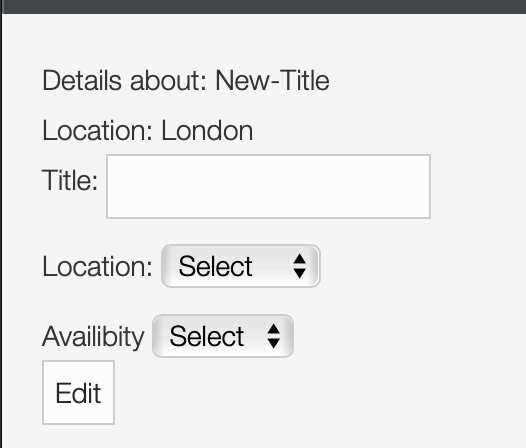 Details about: New-Title
Location: London
Title:
Location: Select
Availibity Select
Edit